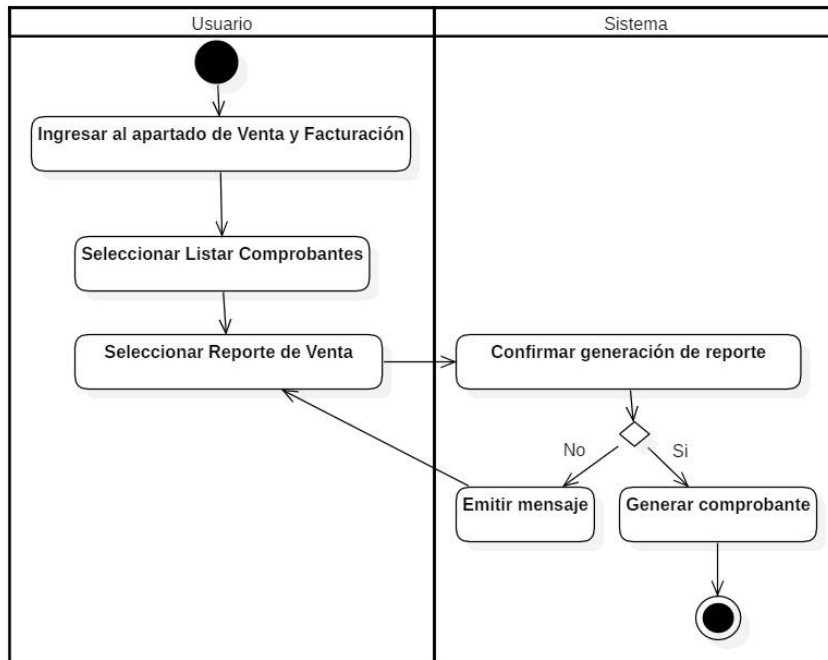 Usuario
Sistema
Ingresar al apartado de Venta y Facturación
Seleccionar Listar Comprobantes
Seleccionar Reporte de Venta
Confirmar generación de reporte
No
Si
Emitir mensaje
Generar comprobante